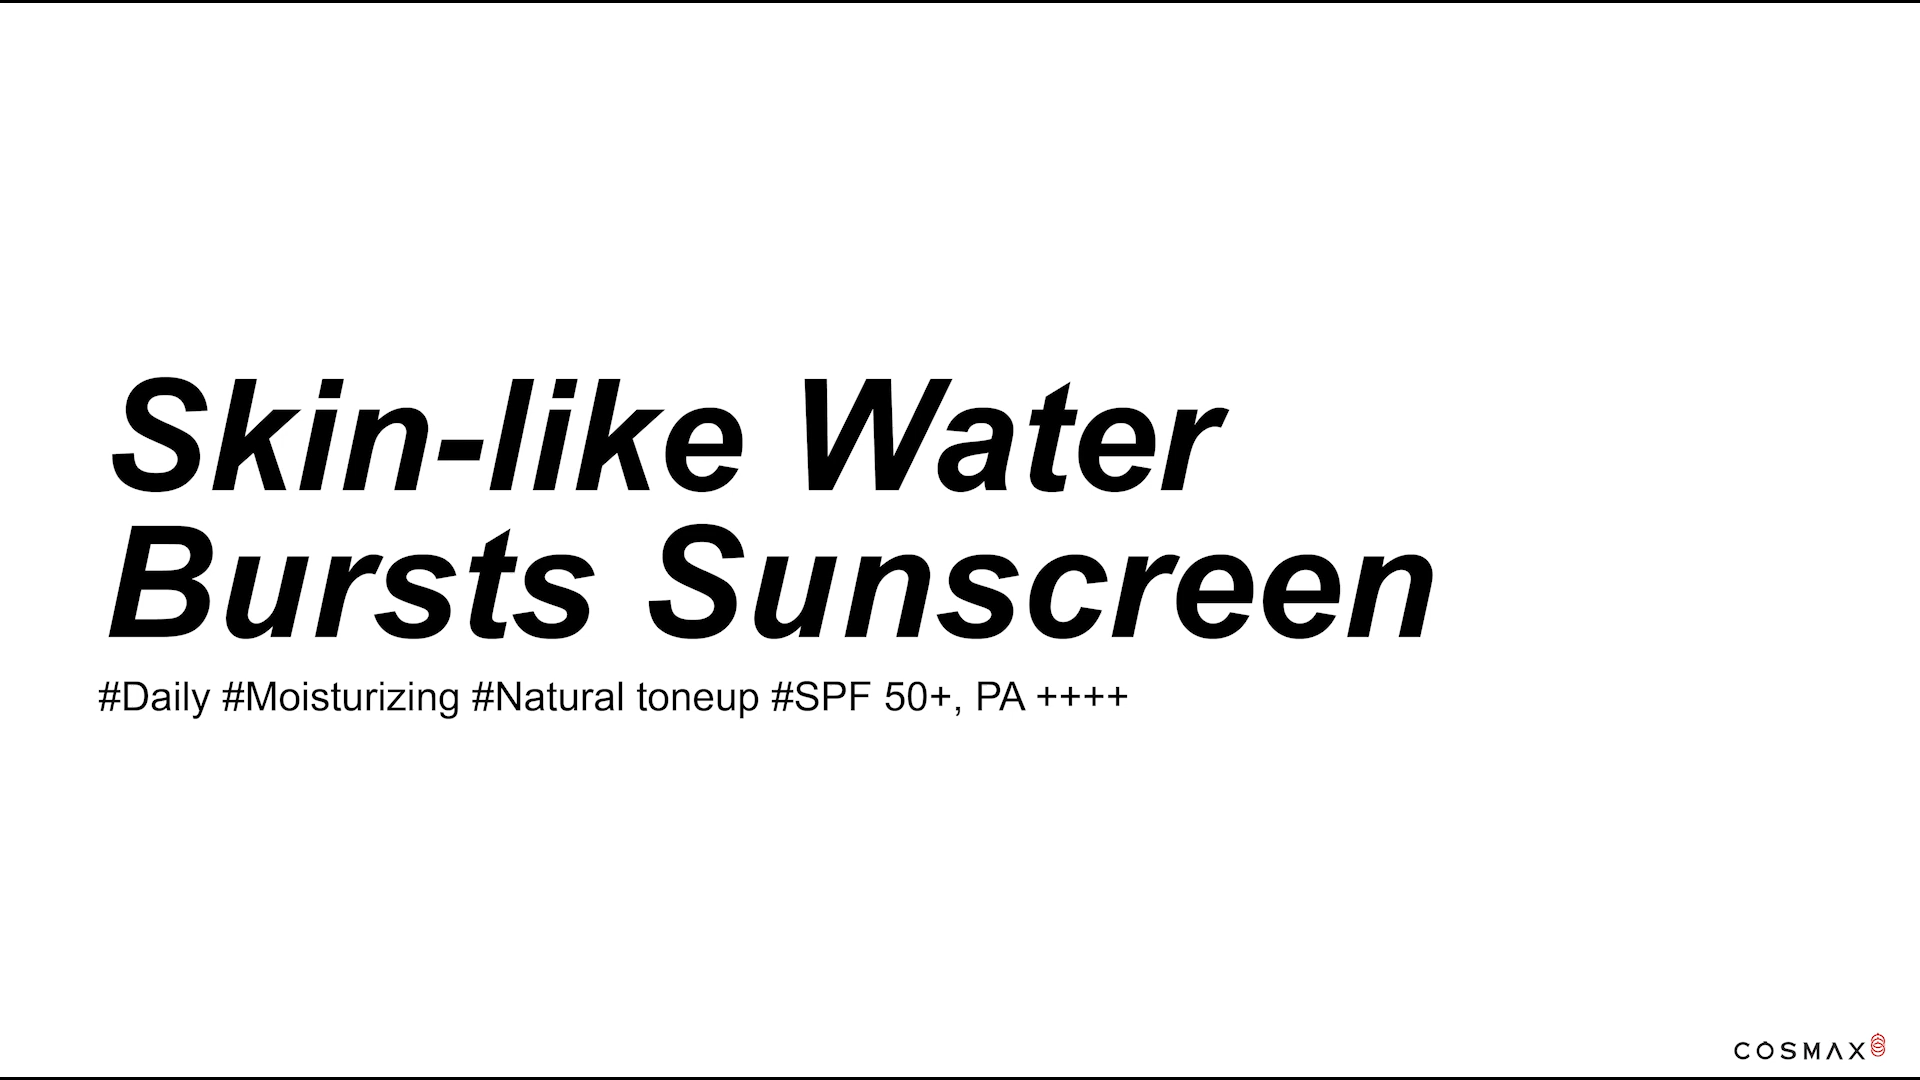 Skin-like Water
Bursts Sunscreen
#Daily #Moisturizing #Natural toneup #SPF 50+, PA ++++
COSMAX